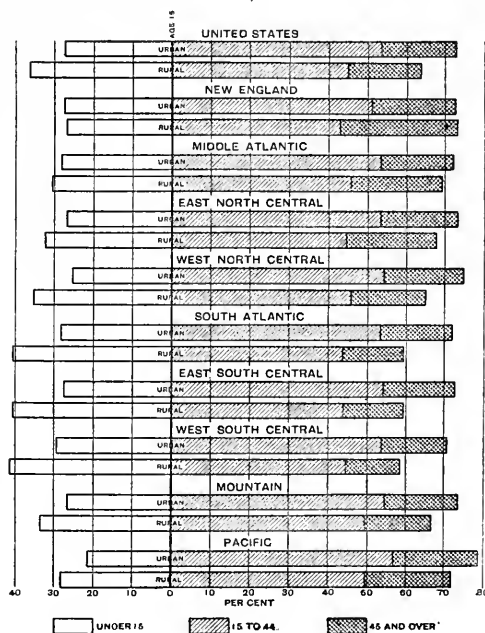 AGE 15
UNITED STATES
URBAN
RURAL
NEW ENGLAND
URBAN
RURAL
MIDDLE ATLANTIC
URBAN
RURAL
EAST NORTH CENTRAL
URBAN
RURAL
WEST NORTH CENTRAL
URBAN
RURAL
SOUTH ATLANTIC
URBAN
RURAL
EAST SOUTH CENTRAL
URBAN
RURAL
WEST SOUTH CENTRAL
URBAN
RURAL
MOUNTAIN
URBAN
RURAL
PACIFIC
URBAN
RURAL
40 30 20 10 0 10 20 30 40 50 60 70 80
PER CENT
UNDER 15 15 TO 44 45 AND OVER